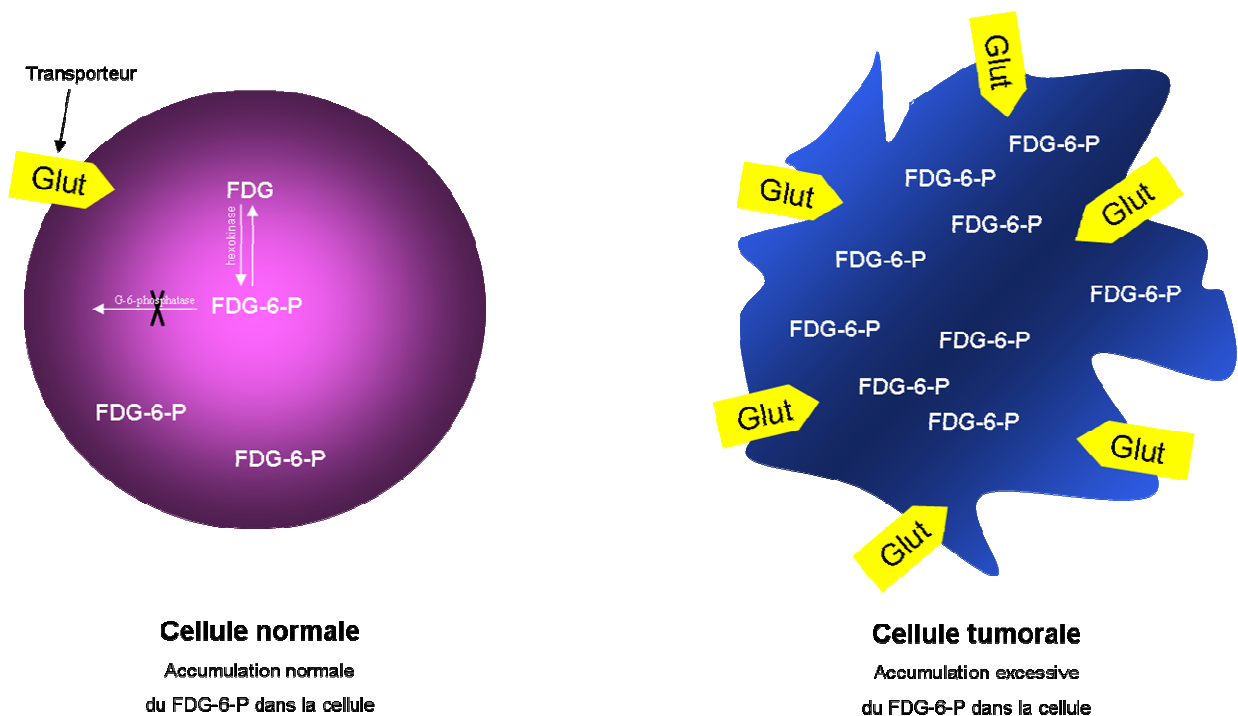 Transporteur
Glut
FDG
hexokinase
G-6-phosphatase
FDG-6-P
FDG-6-P
FDG-6-P
Cellule normale
Accumulation normale
du FDG-6-P dans la cellule
Glut
FDG-6-P
FDG-6-P
Glut
Glut
FDG-6-P
FDG-6-P
FDG-6-P
FDG-6-P
FDG-6-P
FDG-6-P
Glut
FDG-6-P
Glut
Glut
Cellule tumorale
Accumulation excessive
du FDG-6-P dans la cellule